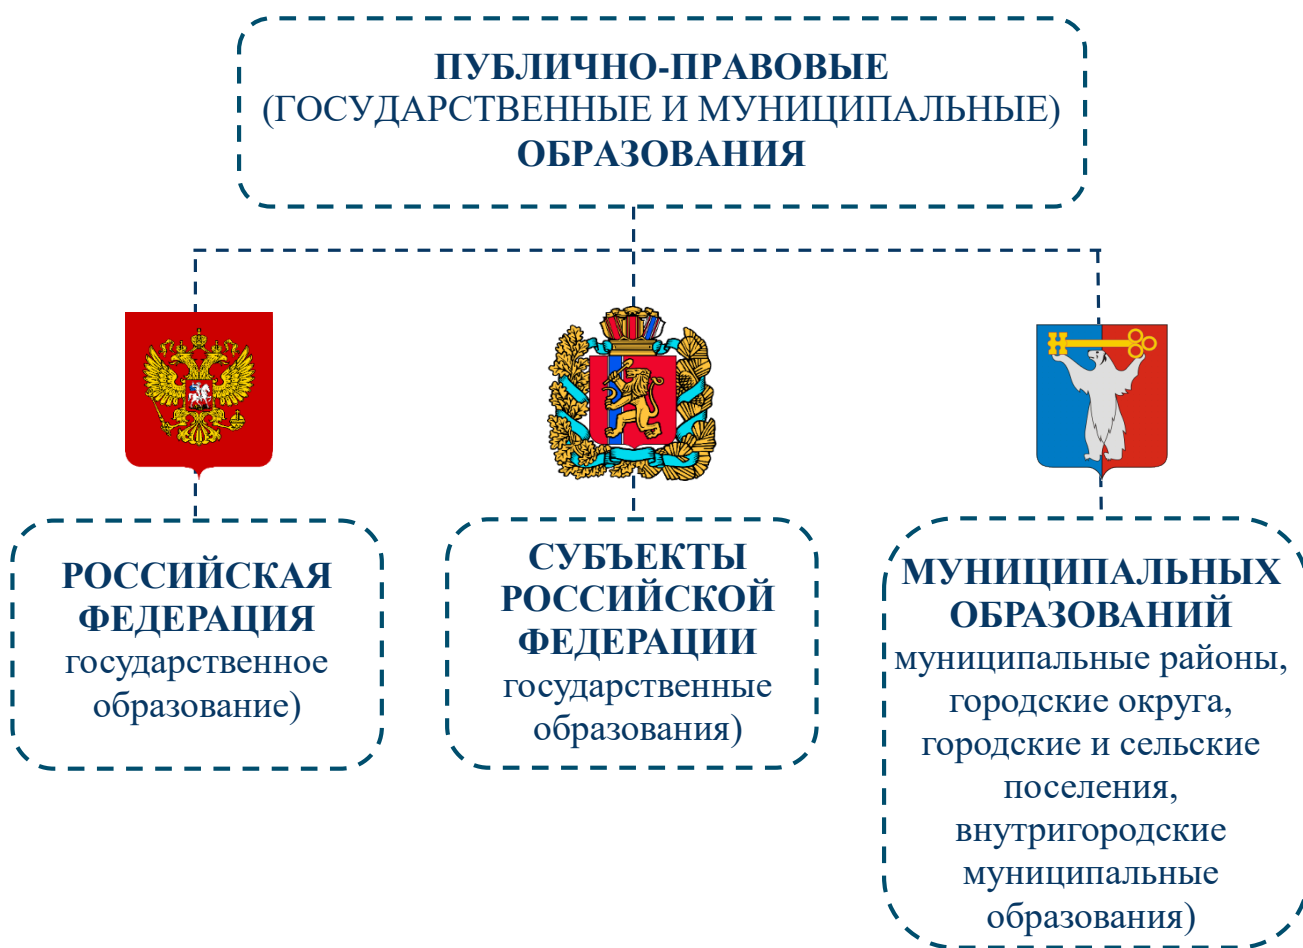 ПУБЛИЧНО-ПРАВОВЫЕ
(ГОСУДАРСТВЕННЫЕ И МУНИЦИПАЛЬНЫЕ)
ОБРАЗОВАНИЯ
РОССИЙСКАЯ
ФЕДЕРАЦИЯ
государственное
образование)
СУБЪЕКТЫ
РОССИЙСКОЙ
ФЕДЕРАЦИИ
государственные
образования)
МУНИЦИПАЛЬНЫХ
ОБРАЗОВАНИЙ
муниципальные районы,
городские округа,
городские и сельские
поселения,
внутригородские
муниципальные
образования)